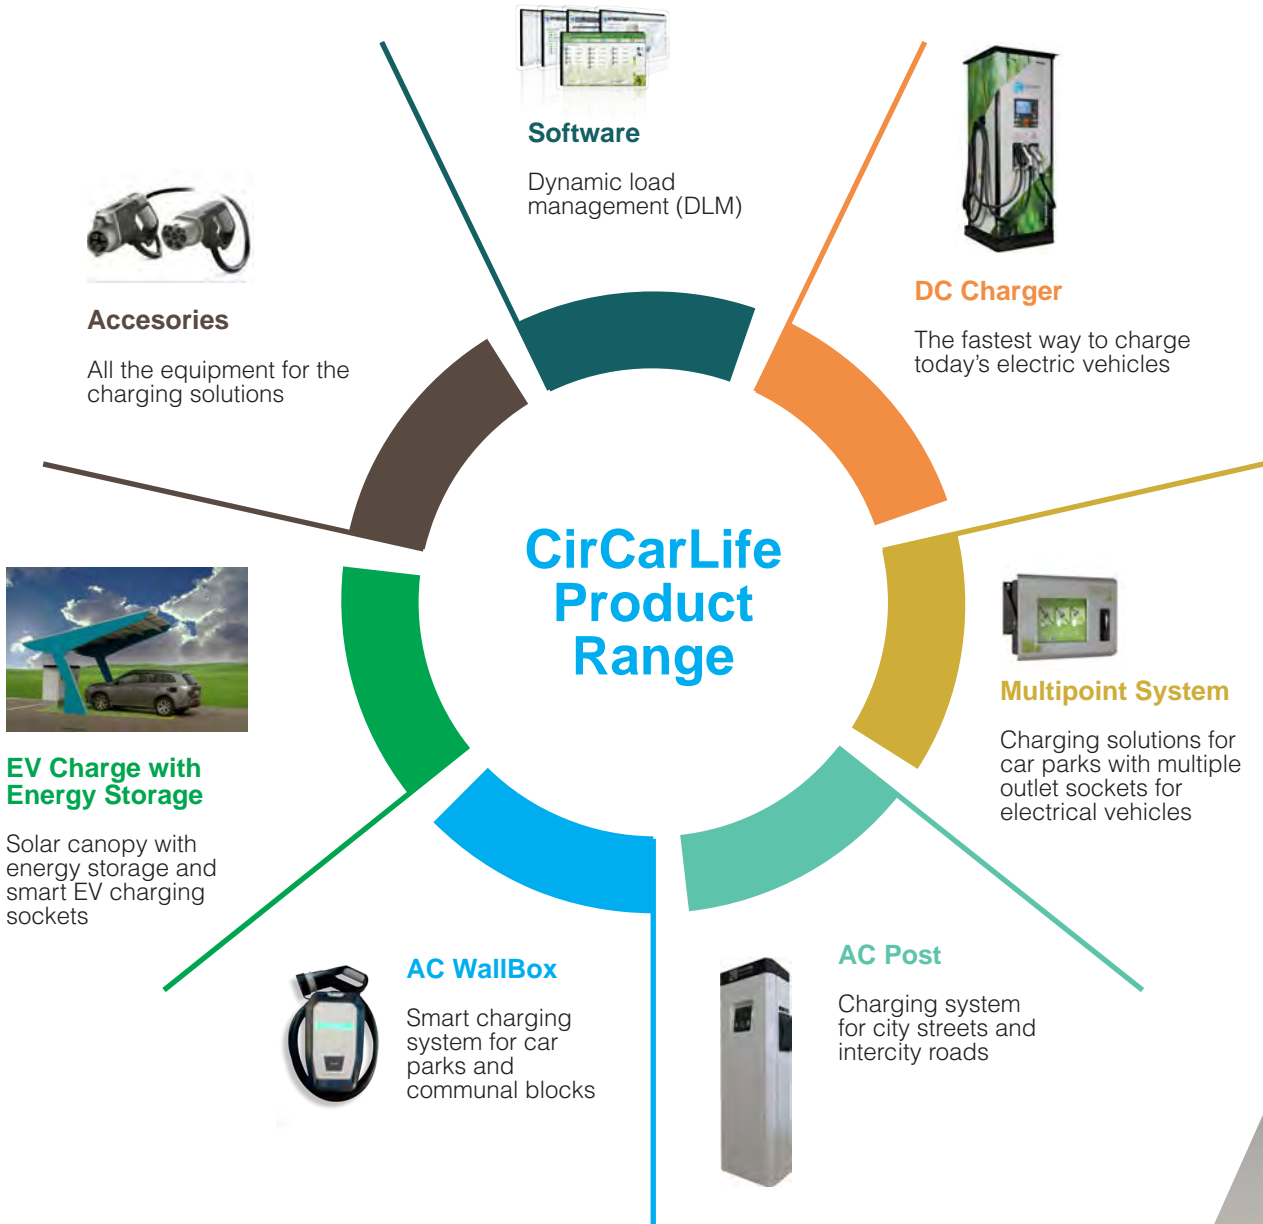 Software
Dynamic load
management (DLM)
DC Charger
The fastest way to charge
today's electric vehicles
Multipoint System
Charging solutions for
car parks with multiple
outlet sockets for
electrical vehicles
AC Post
Charging system
for city streets and
intercity roads
AC WallBox
Smart charging
system for car
parks and
communal blocks
EV Charge with
Energy Storage
Solar canopy with
energy storage and
smart EV charging
sockets
Accesories
All the equipment for the
charging solutions
CirCarLife
Product
Range